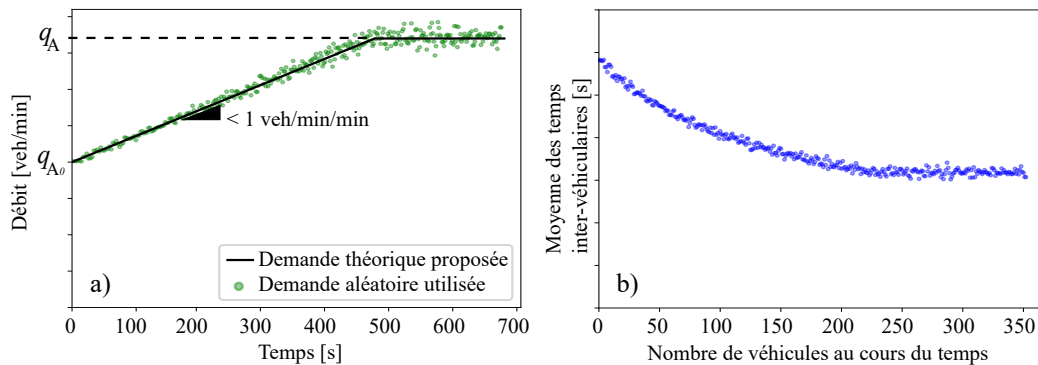 qA
qA0
Débit [veh/min]
< 1 veh/min/min
Demande théorique proposée
Demande aléatoire utilisée
a)
0 100 200 300 400 500 600 700
Temps [s]
Moyenne des temps
inter-véhiculaires [s]
b)
0 50 100 150 200 250 300 350
Nombre de véhicules au cours du temps